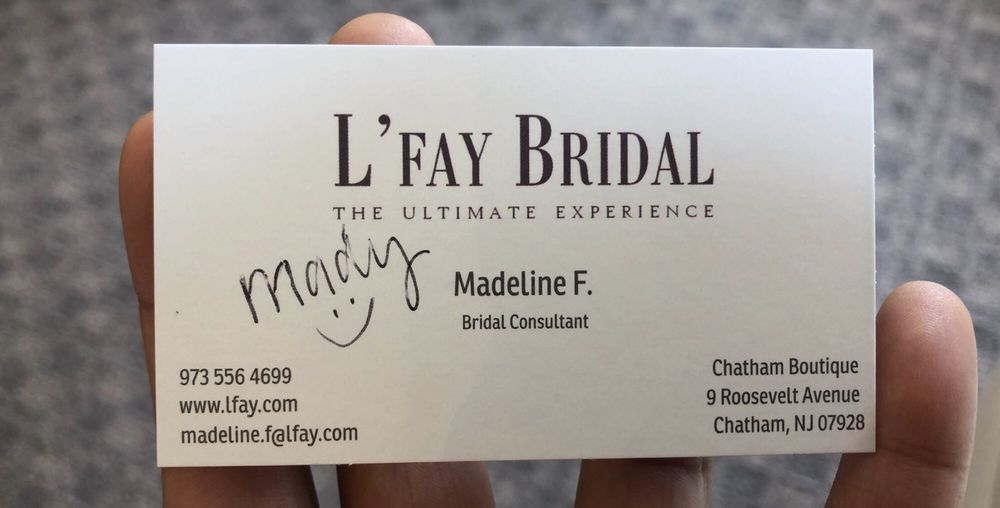 L'FAY BRIDAL
THE ULTIMATE EXPERIENCE
mady
:)
Madeline F.
Bridal Consultant
973 556 4699
www.lfay.com
madeline.f@lfay.com
Chatham Boutique
9 Roosevelt Avenue
Chatham, NJ 07928